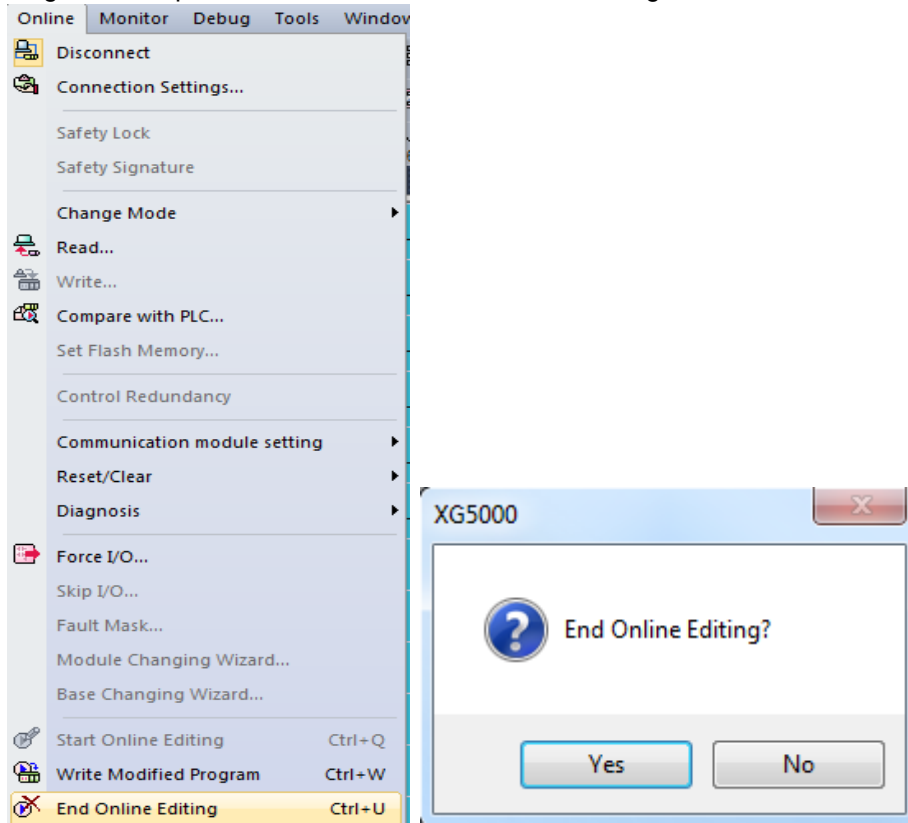 Online Monitor Debug Tools Window
Disconnect
Connection Settings...
Safety Lock
Safety Signature
Change Mode
Read...
Write...
Compare with PLC...
Set Flash Memory...
Control Redundancy
Communication module setting
Reset/Clear
Diagnosis
Force I/O...
Skip I/O...
Fault Mask...
Module Changing Wizard...
Base Changing Wizard...
Start Online Editing Ctrl+Q
Write Modified Program Ctrl+W
End Online Editing Ctrl+U
XG5000
End Online Editing?
Yes No